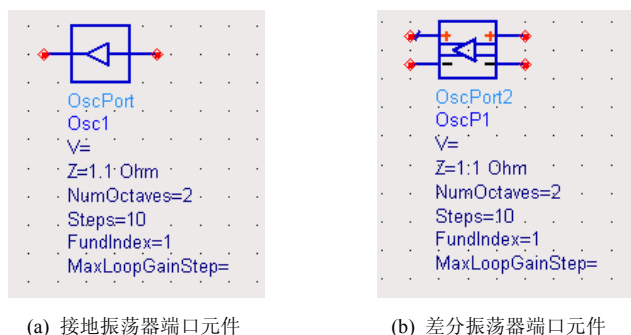 OscPort
Osc1
V=
Z=1.1 Ohm
NumOctaves=2
Steps=10
FundIndex=1
MaxLoopGainStep=
(a) 接地振荡器端口元件
+ +
- -
OscPort2
OscP1
V=
Z=1:1 Ohm
NumOctaves=2
Steps=10
FundIndex=1
MaxLoopGainStep=
(b) 差分振荡器端口元件